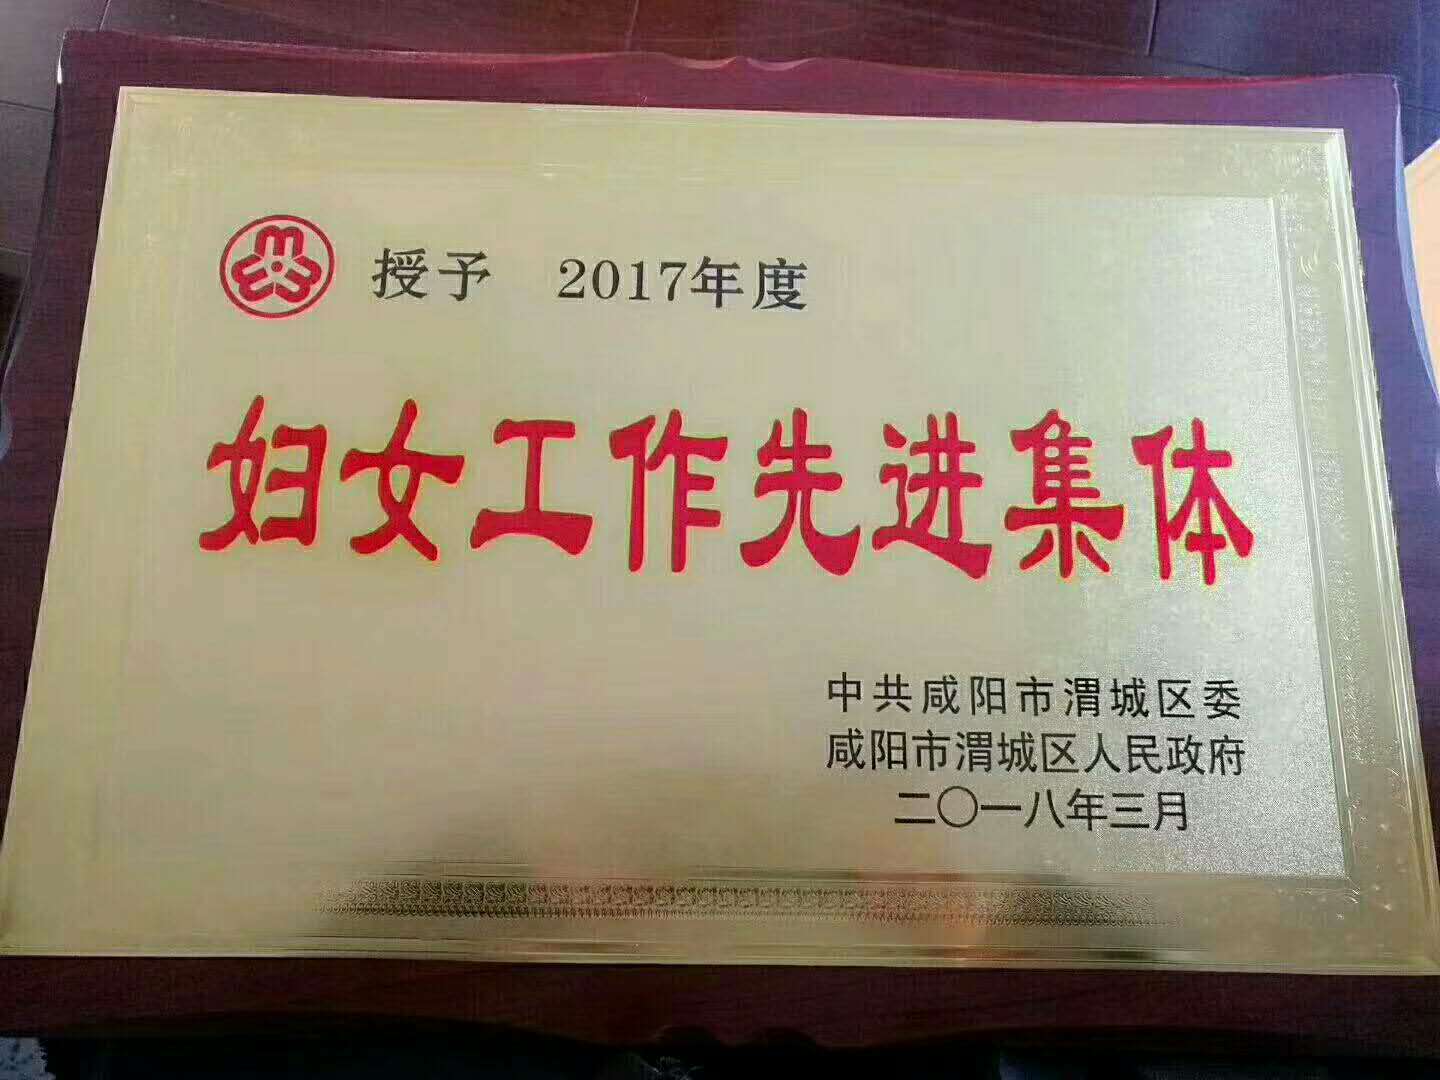 授予 2017年度
妇女工作先进集体
中共咸阳市渭城区委
咸阳市渭城区人民政府
二〇一八年三月